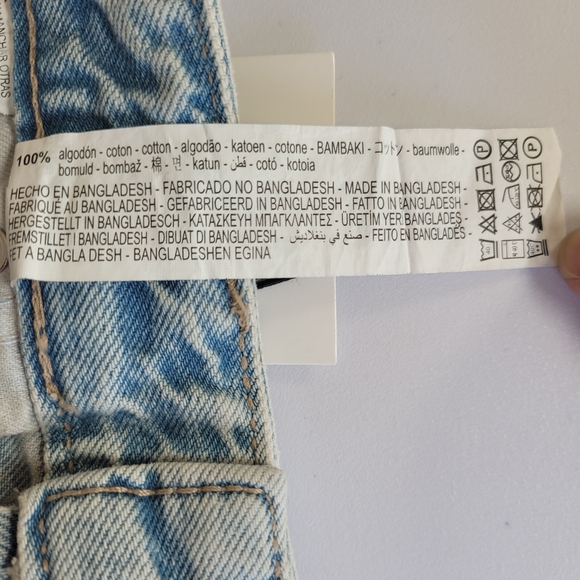 MANCHAR OTRAS
100% algodón - coton - cotton - algodão - katoen - cotone - BAMBAKI - コットン - baumwolle -
bomuld - bombaž - 棉 - 면 - katun - قطن - cotó - kotoia
HECHO EN BANGLADESH - FABRICADO NO BANGLADESH - MADE IN BANGLADESH -
FABRIQUÉ AU BANGLADESH - GEFABRICEERD IN BANGLADESH - FATTO IN BANGLADESH -
HERGESTELLT IN BANGLADESCH - ΚΑΤΑΣΚΕΥΗ ΜΠΑΓΚΛΑΝΤΕΣ - ÜRETİM YERİ BANGLADEŞ -
FREMSTILLET I BANGLADESH - DIBUAT DI BANGLADESH - صنع في بنغلاديش - FEITO EN BANGLADÉS -
FET A BANGLA DESH - BANGLADESHEN EGINA
P
P